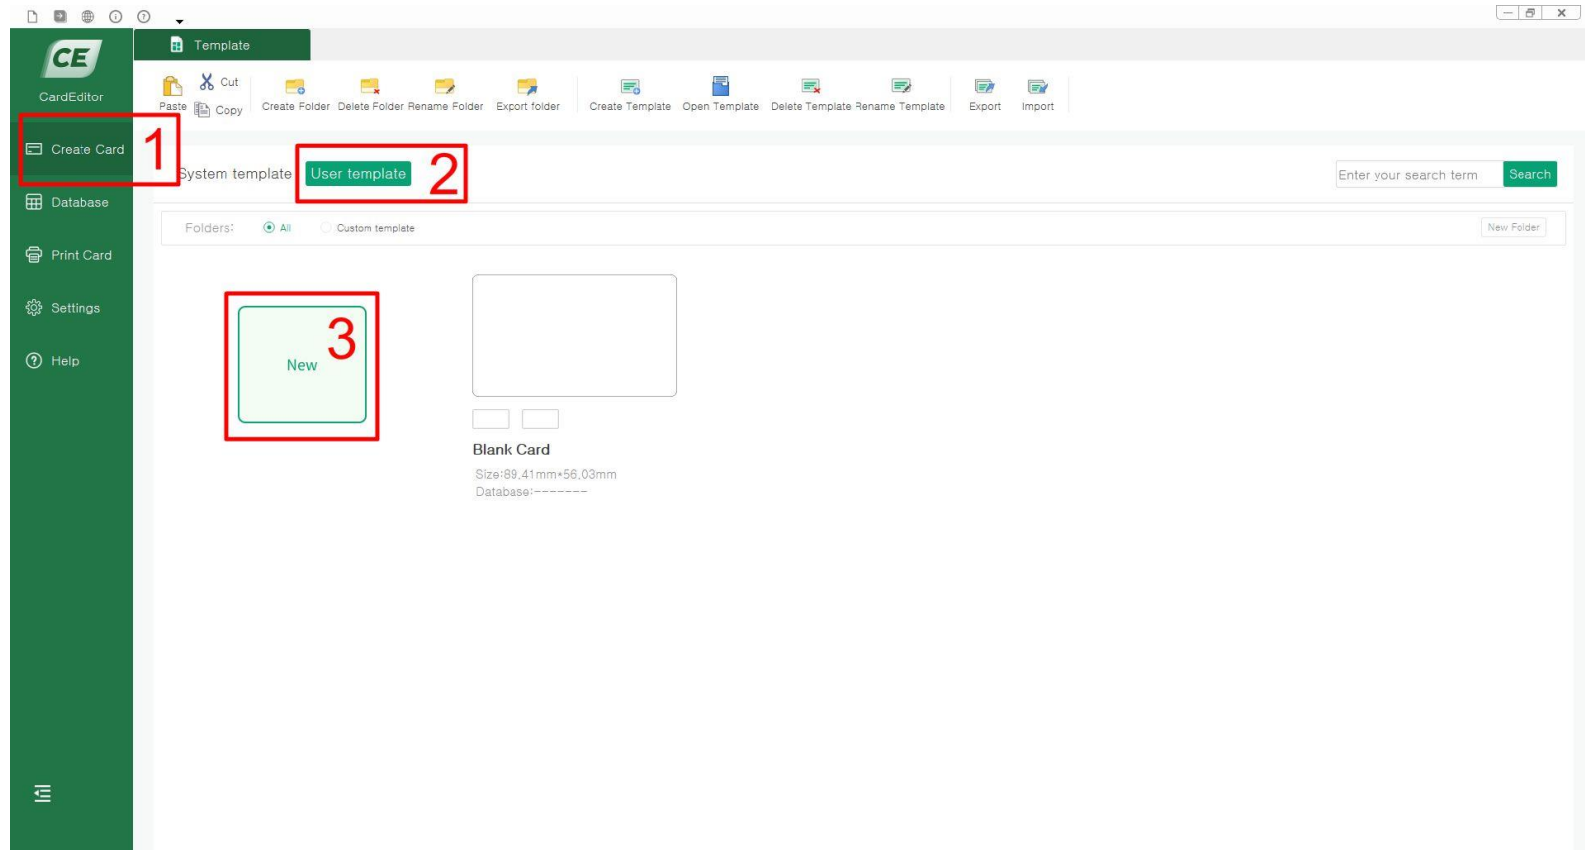 Template
CE
CardEditor
Cut
Paste
Copy
Create Folder
Delete Folder
Rename Folder
Export folder
Create Template
Open Template
Delete Template
Rename Template
Export
Import
Create Card
1
System template
User template
2
Enter your search term
Search
Database
Folders:
All
Custom template
New Folder
Print Card
Settings
Help
New
3
Blank Card
Size:89,41mm*56,03mm
Database:-------